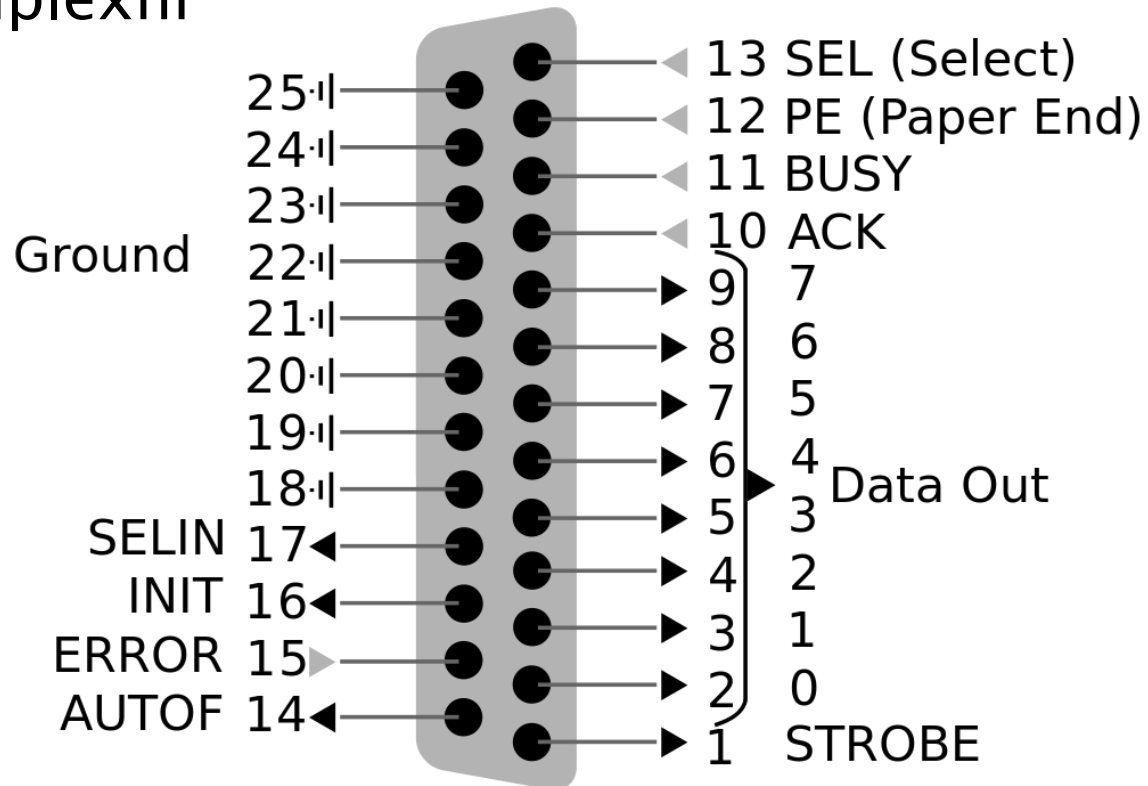 13 SEL (Select)
25
12 PE (Paper End)
24
11 BUSY
23
10 ACK
Ground
22
9 7
21
8 6
20
7 5
19
6 4
Data Out
18
5 3
SELIN 17
4 2
INIT 16
3 1
ERROR 15
2 0
AUTOF 14
1 STROBE